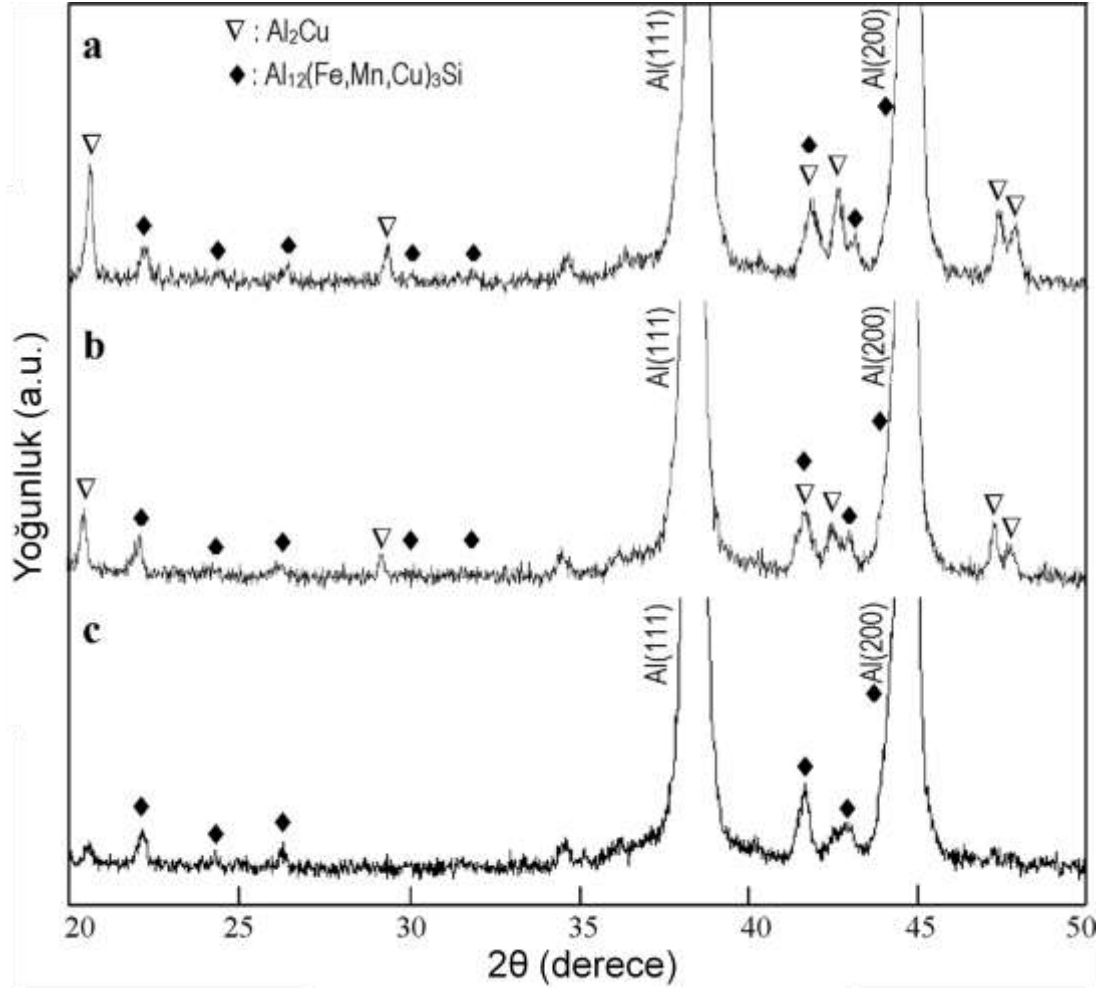 a
▽ : Al₂Cu
◆ : Al₁₂(Fe,Mn,Cu)₃Si
Al(111)
Al(200)
b
Al(111)
Al(200)
c
Al(111)
Al(200)
Yoğunluk (a.u.)
20 25 30 35 40 45 50
2θ (derece)